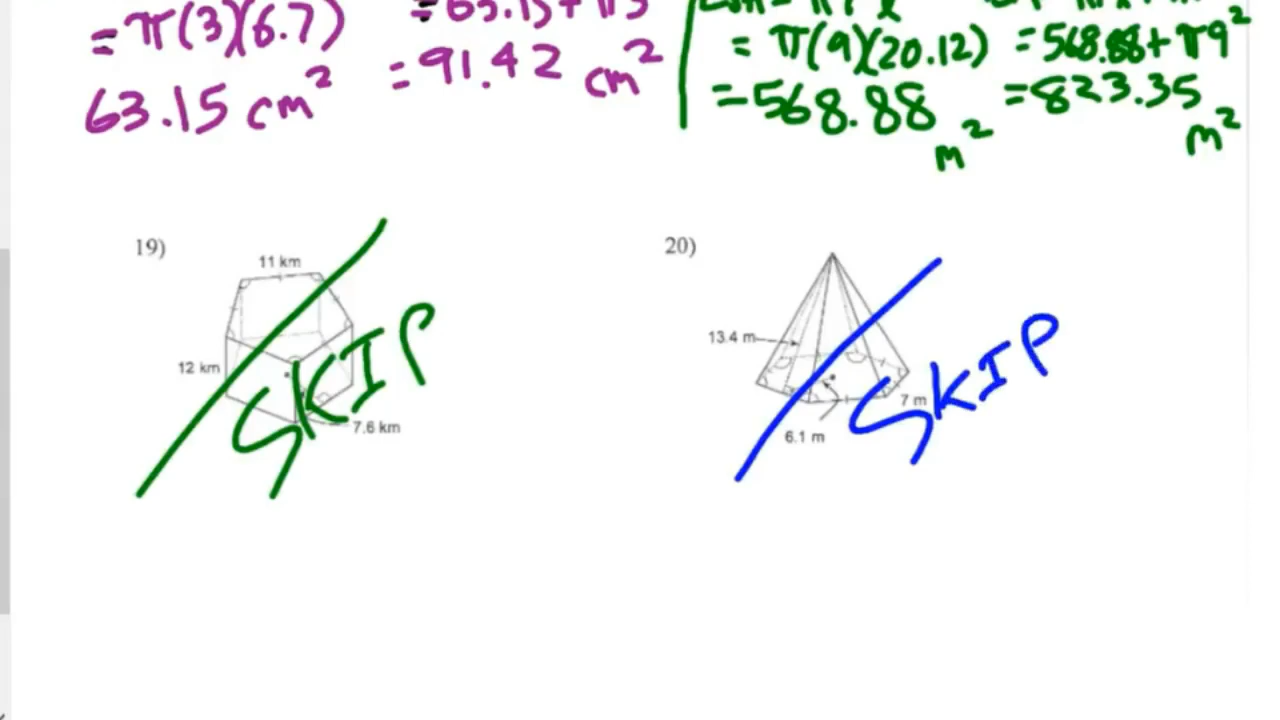 = π(3)(6.7)
63.15 cm²
= 91.42 cm²
= π(9)(20.12)
= 568.88 m²
= 568.88 + π9²
= 823.35 m²
19)
11 km
12 km
7.6 km
SKIP
20)
13.4 m
7 m
6.1 m
SKIP